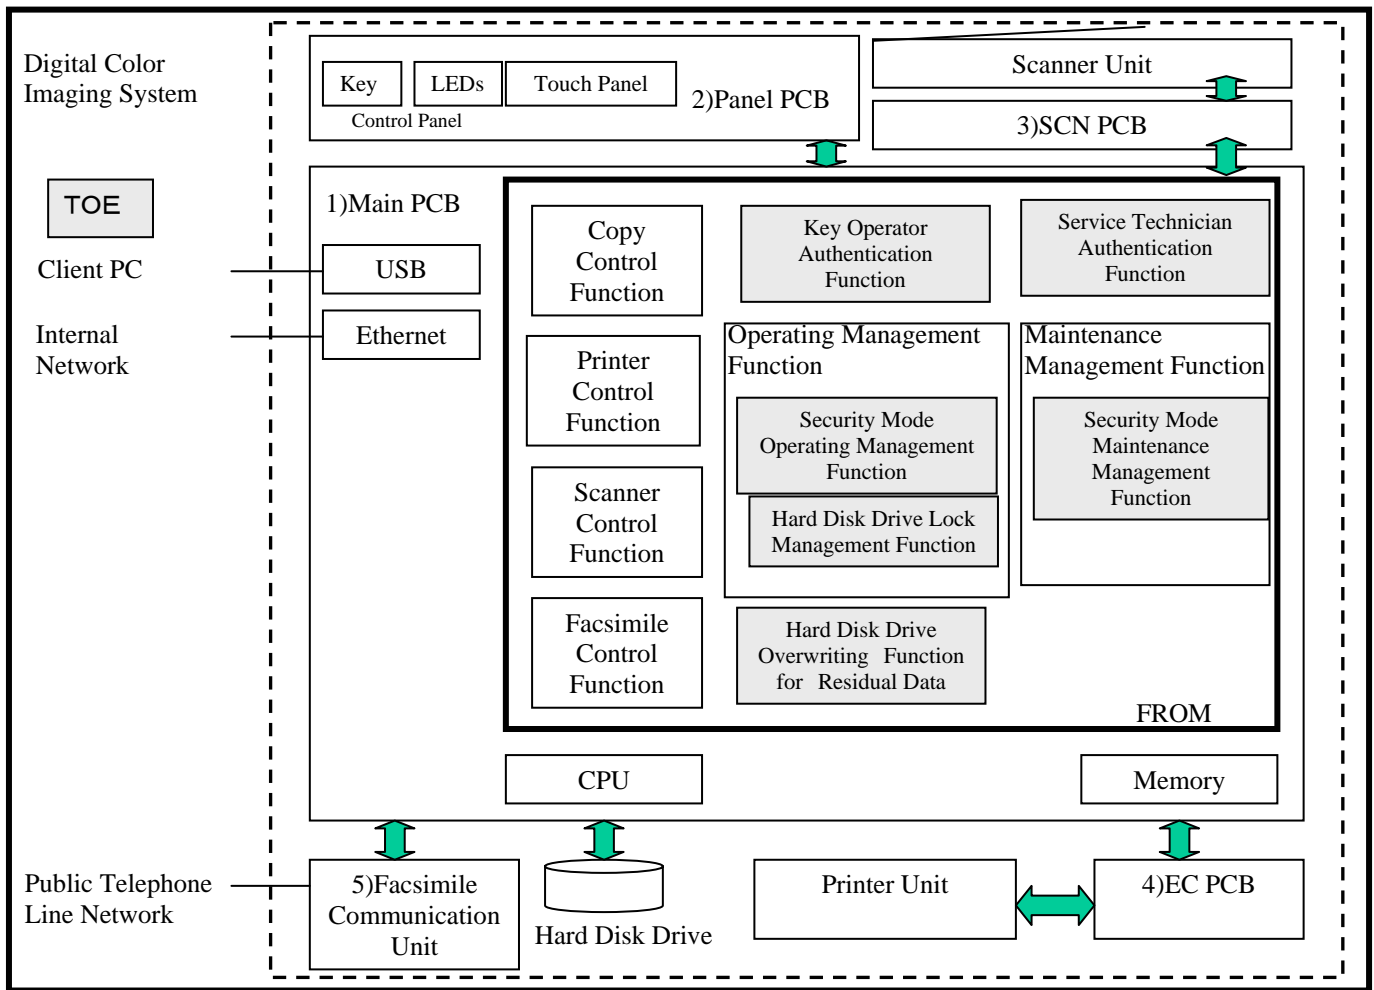 Digital Color
Imaging System
Key
LEDs
Touch Panel
Control Panel
2)Panel PCB
Scanner Unit
3)SCN PCB
TOE
Client PC
Internal
Network
1)Main PCB
USB
Ethernet
Copy
Control
Function
Printer
Control
Function
Scanner
Control
Function
Facsimile
Control
Function
Key Operator
Authentication
Function
Service Technician
Authentication
Function
Operating Management
Function
Security Mode
Operating Management
Function
Hard Disk Drive Lock
Management Function
Maintenance
Management Function
Security Mode
Maintenance
Management
Function
Hard Disk Drive
Overwriting Function
for Residual Data
FROM
CPU
Memory
Public Telephone
Line Network
5)Facsimile
Communication
Unit
Hard Disk Drive
Printer Unit
4)EC PCB